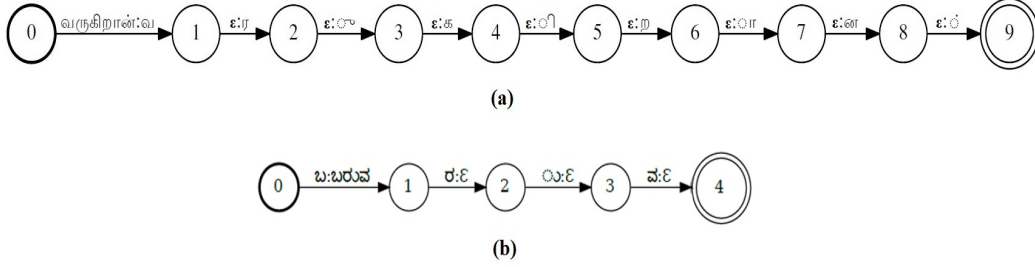 வருகிறான்:வ ε:ர ε:ு ε:க ε:ி ε:ற ε:ா ε:ன ε:்
0 1 2 3 4 5 6 7 8 9
(a)
ಬ:ಬರುವ ರ:Ɛ ು:Ɛ ವ:Ɛ
0 1 2 3 4
(b)